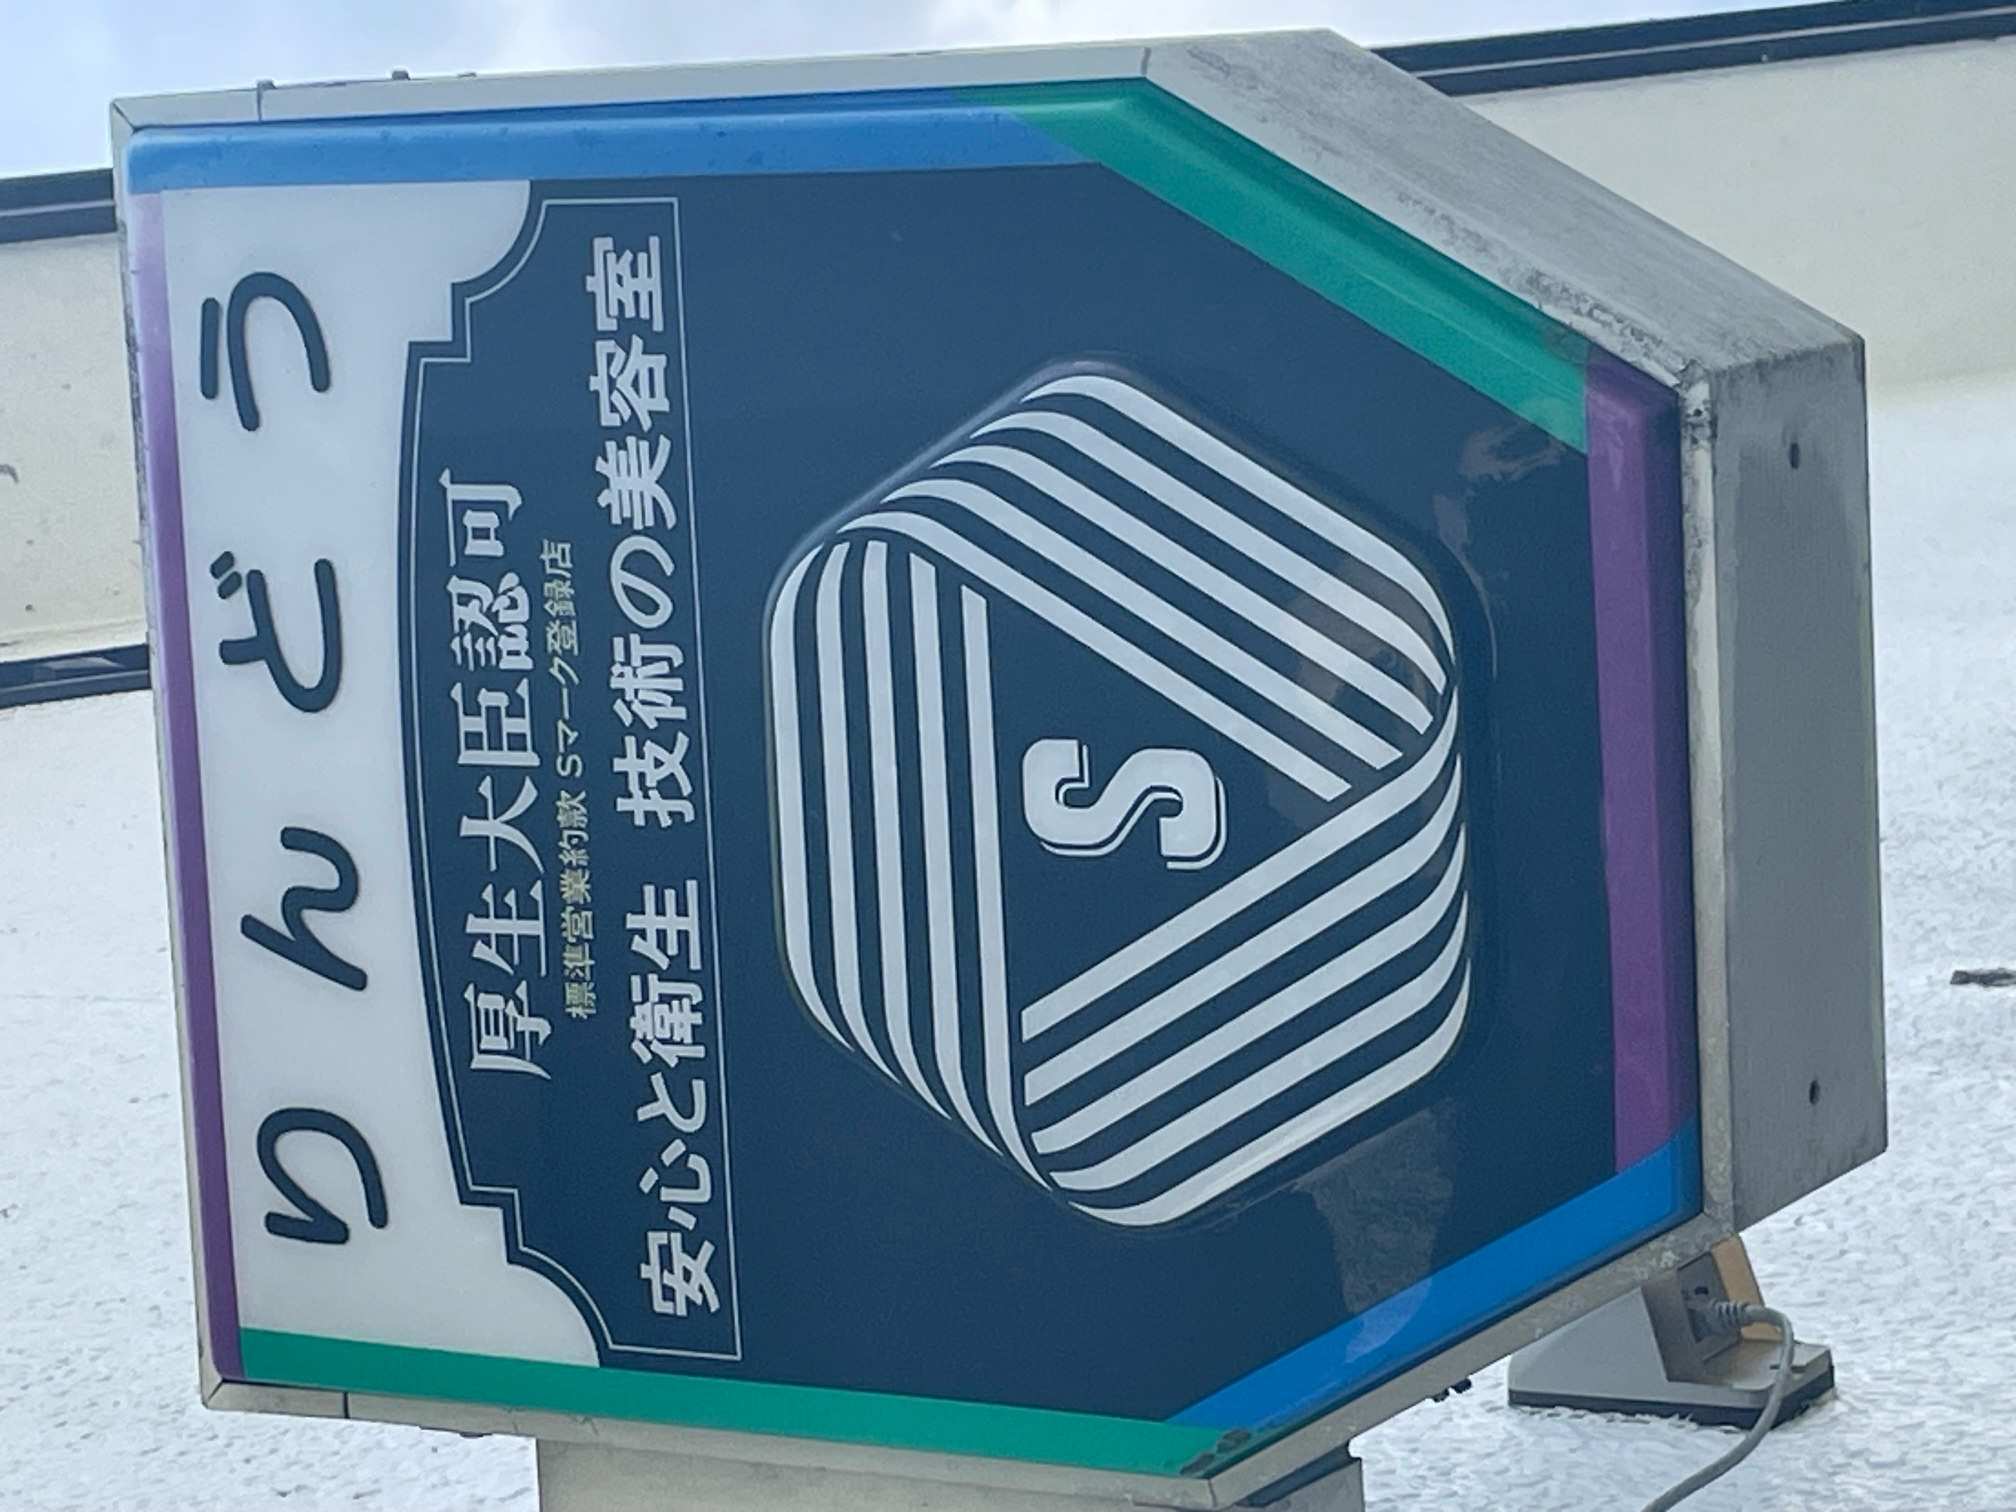 S
安心と衛生 技術の美容室
標準営業約款 Sマーク登録店
厚生大臣認可
りんどう